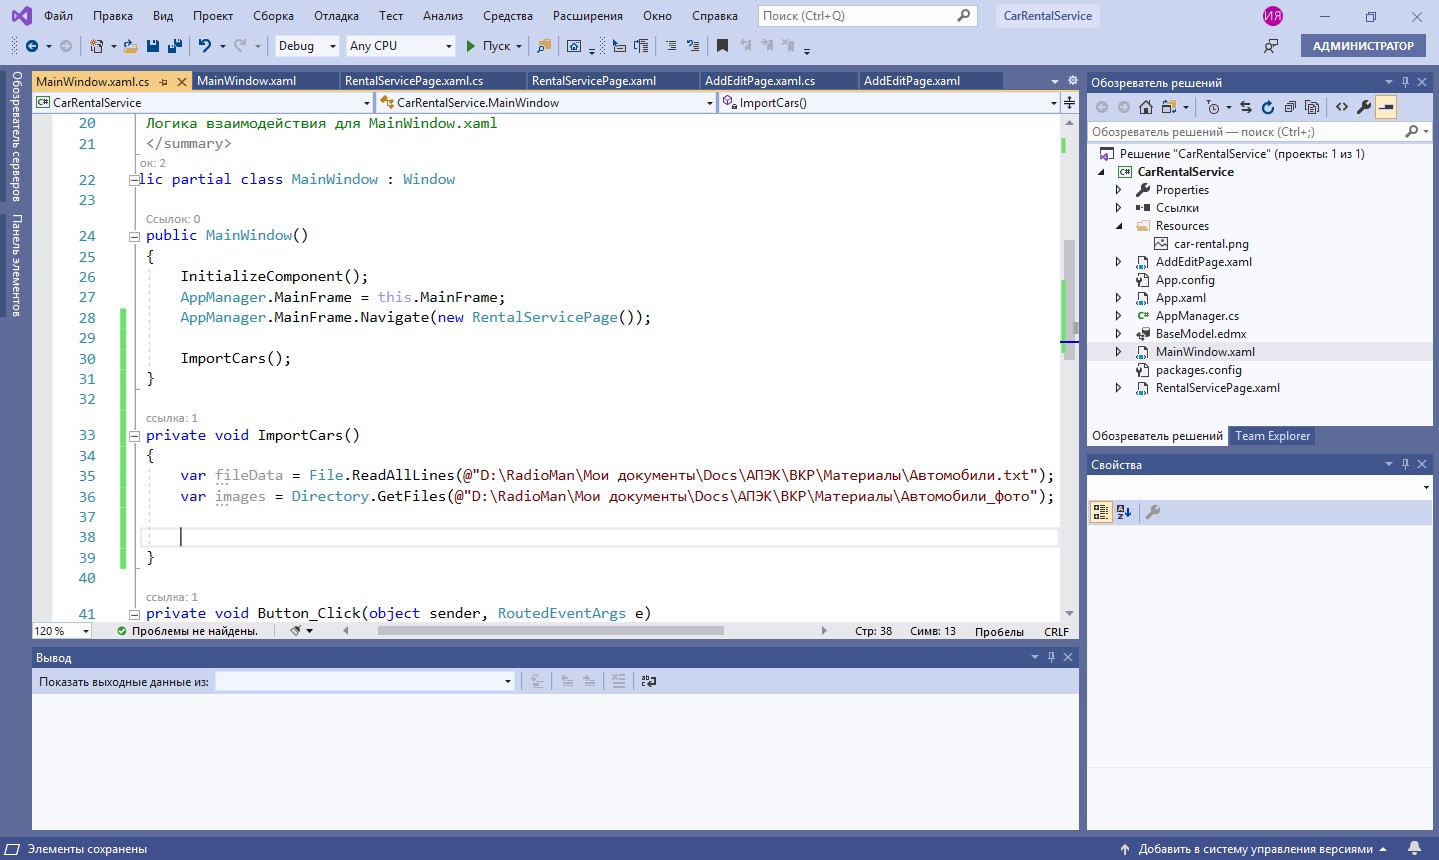 Файл Правка Вид Проект Сборка Отладка Тест Анализ Средства Расширения Окно Справка Поиск (Ctrl+Q) CarRentalService ИЯ
Debug Any CPU Пуск АДМИНИСТРАТОР
Обозреватель серверов
Панель элементов
MainWindow.xaml.cs MainWindow.xaml RentalServicePage.xaml.cs RentalServicePage.xaml AddEditPage.xaml.cs AddEditPage.xaml
CarRentalService CarRentalService.MainWindow ImportCars()
20 Логика взаимодействия для MainWindow.xaml
21 </summary>
ок: 2
22 lic partial class MainWindow : Window
23
Ссылок: 0
24 public MainWindow()
25 {
26 InitializeComponent();
27 AppManager.MainFrame = this.MainFrame;
28 AppManager.MainFrame.Navigate(new RentalServicePage());
29
30 ImportCars();
31 }
32
ссылка: 1
33 private void ImportCars()
34 {
35 var fileData = File.ReadAllLines(@"D:\RadioMan\Мои документы\Docs\АПЭК\ВКР\Материалы\Автомобили.txt");
36 var images = Directory.GetFiles(@"D:\RadioMan\Мои документы\Docs\АПЭК\ВКР\Материалы\Автомобили_фото");
37
38
39 }
40
ссылка: 1
41 private void Button_Click(object sender, RoutedEventArgs e)
120 % Проблемы не найдены. Стр: 38 Симв: 13 Пробелы CRLF
Вывод
Показать выходные данные из:
Обозреватель решений
Обозреватель решений — поиск (Ctrl+;)
Решение "CarRentalService" (проекты: 1 из 1)
CarRentalService
Properties
Ссылки
Resources
car-rental.png
AddEditPage.xaml
App.config
App.xaml
AppManager.cs
BaseModel.edmx
MainWindow.xaml
packages.config
RentalServicePage.xaml
Обозреватель решений Team Explorer
Свойства
Элементы сохранены Добавить в систему управления версиями